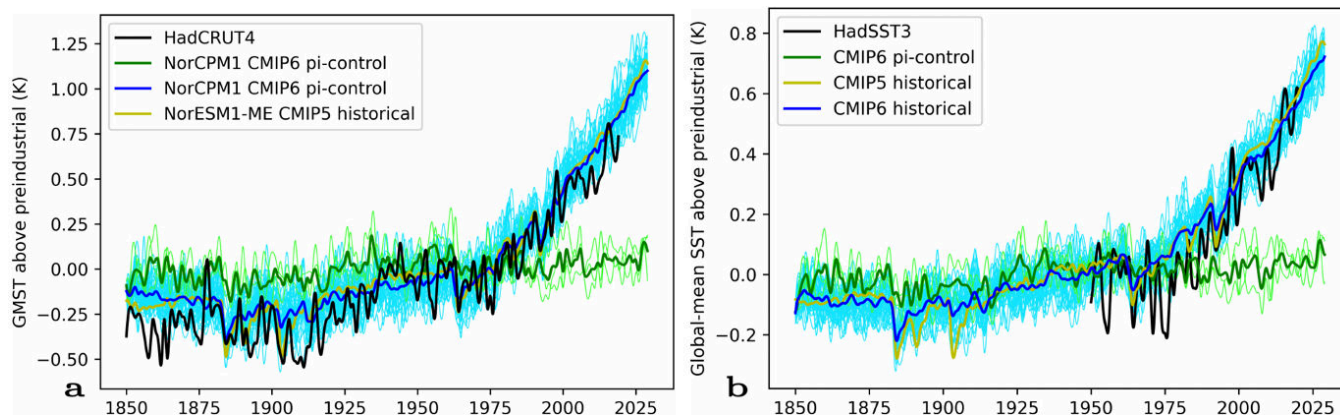 GMST above preindustrial (K)
1.25
1.00
0.75
0.50
0.25
0.00
−0.25
−0.50
HadCRUT4
NorCPM1 CMIP6 pi-control
NorCPM1 CMIP6 pi-control
NorESM1-ME CMIP5 historical
a
1850 1875 1900 1925 1950 1975 2000 2025
Global-mean SST above preindustrial (K)
0.8
0.6
0.4
0.2
0.0
−0.2
HadSST3
CMIP6 pi-control
CMIP5 historical
CMIP6 historical
b
1850 1875 1900 1925 1950 1975 2000 2025